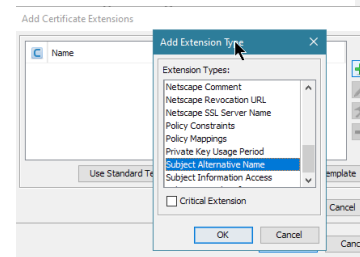 Add Certificate Extensions
Add Extension Type
C Name
Extension Types:
Netscape Comment
Netscape Revocation URL
Netscape SSL Server Name
Policy Constraints
Policy Mappings
Private Key Usage Period
Subject Alternative Name
Subject Information Access
Critical Extension
Use Standard Te
mplate
OK
Cancel
Cancel
Canc